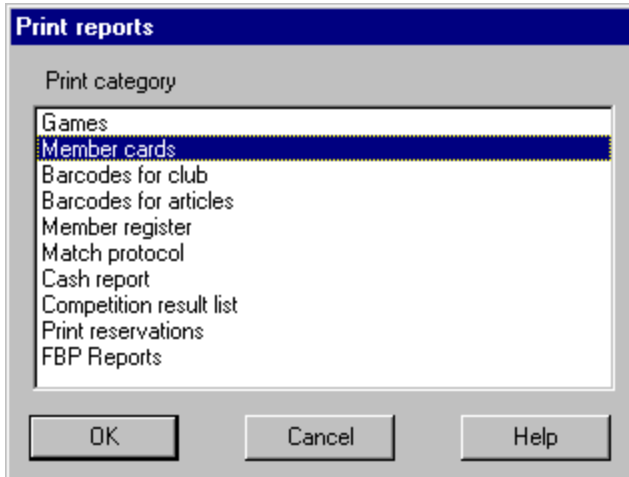 Print reports
Print category
Games
Member cards
Barcodes for club
Barcodes for articles
Member register
Match protocol
Cash report
Competition result list
Print reservations
FBP Reports
OK
Cancel
Help